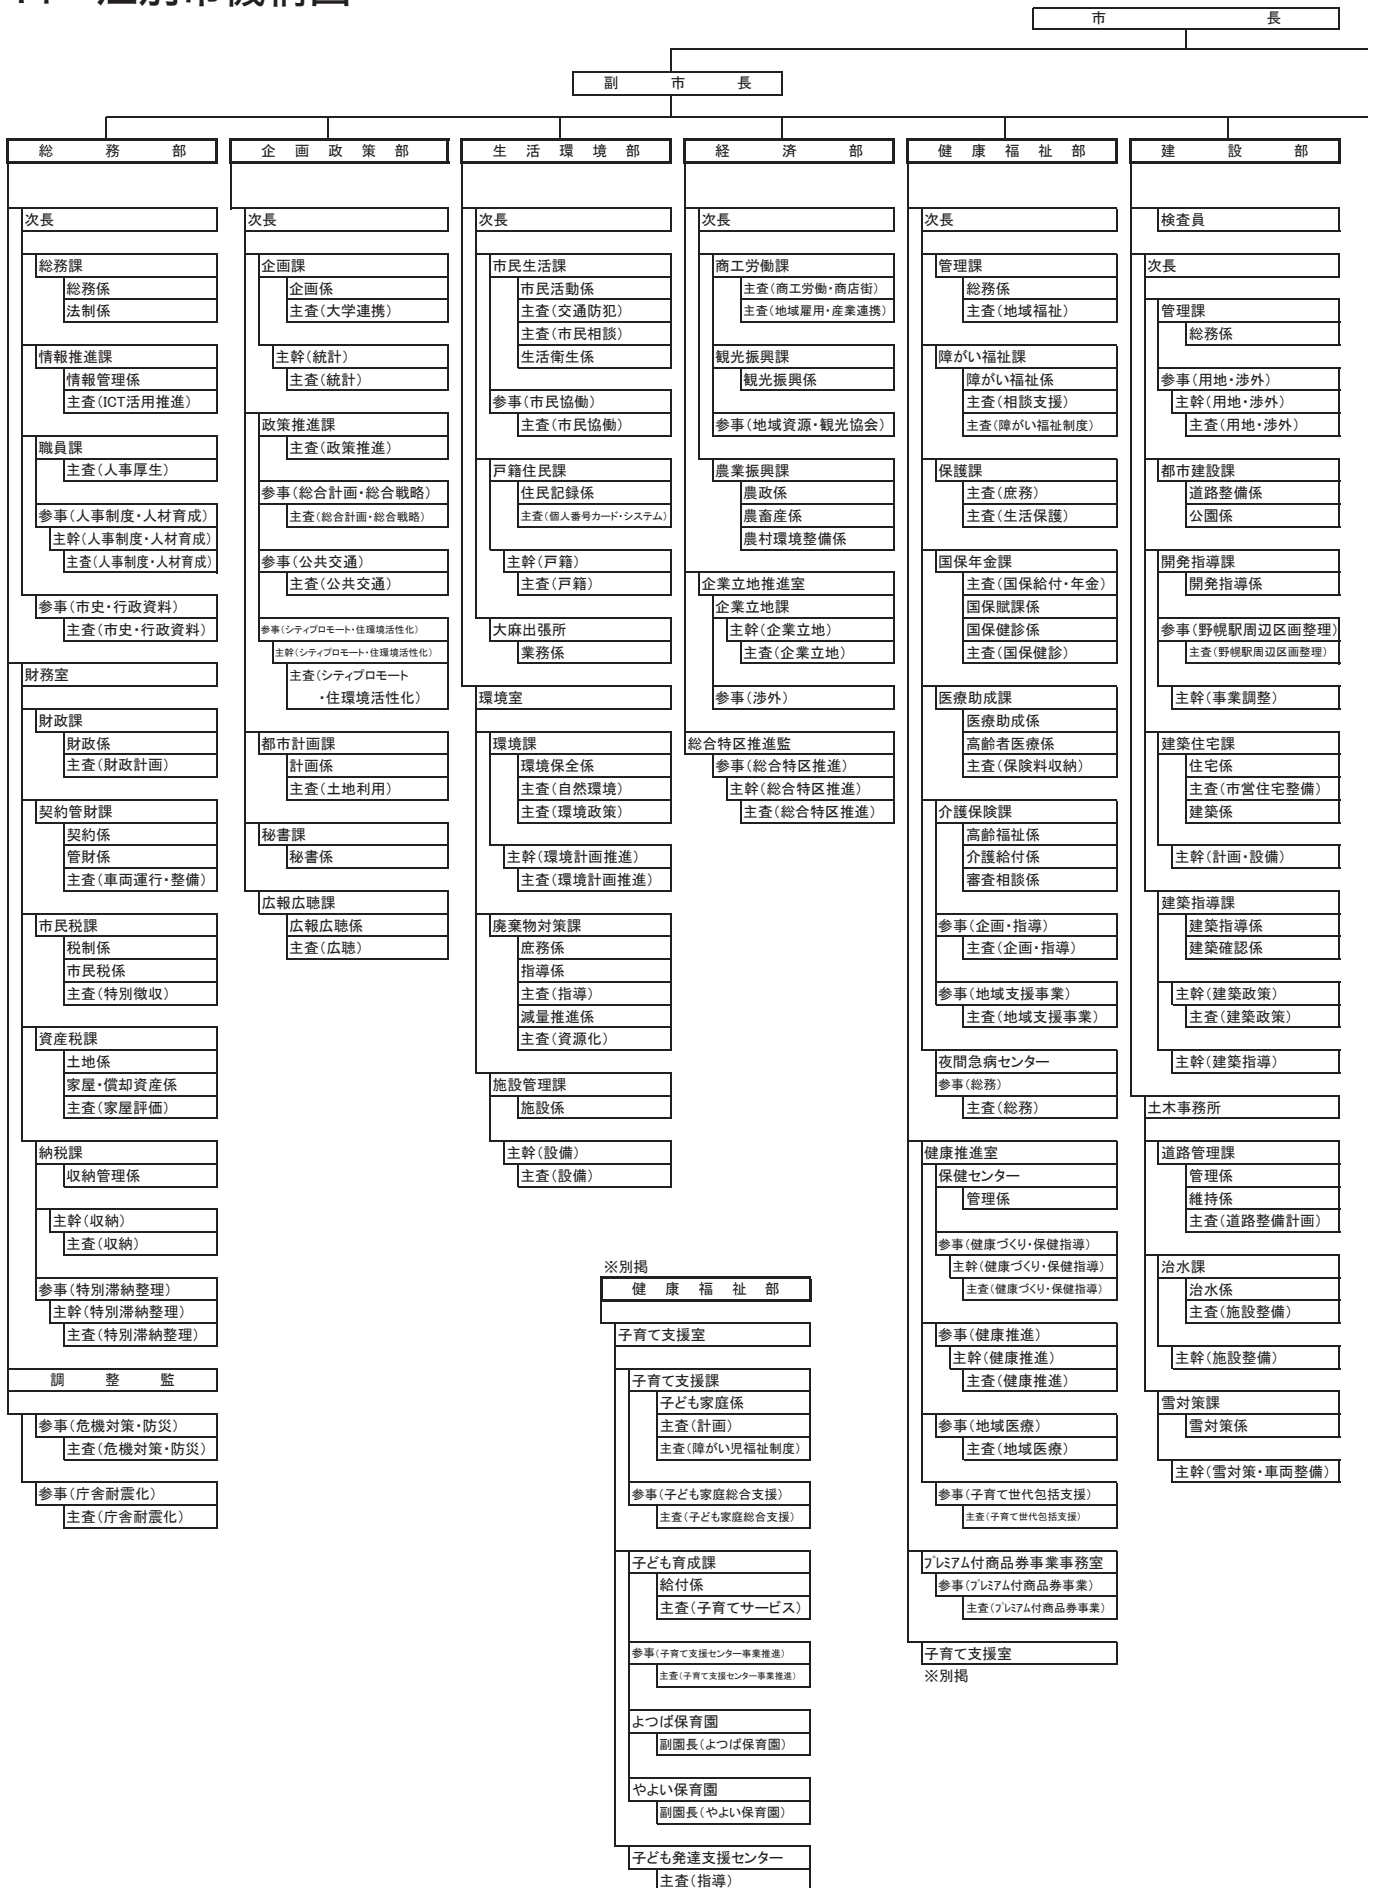 市長
副市長
総務部
次長
総務課
総務係
法制係
情報推進課
情報管理係
主査(ICT活用推進)
職員課
主査(人事厚生)
参事(人事制度・人材育成)
主幹(人事制度・人材育成)
主査(人事制度・人材育成)
参事(市史・行政資料)
主査(市史・行政資料)
財務室
財政課
財政係
主査(財政計画)
契約管財課
契約係
管財係
主査(車両運行・整備)
市民税課
税制係
市民税係
主査(特別徴収)
資産税課
土地係
家屋・償却資産係
主査(家屋評価)
納税課
収納管理係
主幹(収納)
主査(収納)
参事(特別滞納整理)
主幹(特別滞納整理)
主査(特別滞納整理)
調整監
参事(危機対策・防災)
主査(危機対策・防災)
参事(庁舎耐震化)
主査(庁舎耐震化)
企画政策部
次長
企画課
企画係
主査(大学連携)
主幹(統計)
主査(統計)
政策推進課
主査(政策推進)
参事(総合計画・総合戦略)
主査(総合計画・総合戦略)
参事(公共交通)
主査(公共交通)
参事(シティプロモート・住環境活性化)
主幹(シティプロモート・住環境活性化)
主査(シティプロモート
・住環境活性化)
都市計画課
計画係
主査(土地利用)
秘書課
秘書係
広報広聴課
広報広聴係
主査(広聴)
生活環境部
次長
市民生活課
市民活動係
主査(交通防犯)
主査(市民相談)
生活衛生係
参事(市民協働)
主査(市民協働)
戸籍住民課
住民記録係
主査(個人番号カード・システム)
主幹(戸籍)
主査(戸籍)
大麻出張所
業務係
環境室
環境課
環境保全係
主査(自然環境)
主査(環境政策)
主幹(環境計画推進)
主査(環境計画推進)
廃棄物対策課
庶務係
指導係
主査(指導)
減量推進係
主査(資源化)
施設管理課
施設係
主幹(設備)
主査(設備)
経済部
次長
商工労働課
主査(商工労働・商店街)
主査(地域雇用・産業連携)
観光振興課
観光振興係
参事(地域資源・観光協会)
農業振興課
農政係
農畜産係
農村環境整備係
企業立地推進室
企業立地課
主幹(企業立地)
主査(企業立地)
参事(渉外)
総合特区推進監
参事(総合特区推進)
主幹(総合特区推進)
主査(総合特区推進)
健康福祉部
次長
管理課
総務係
主査(地域福祉)
障がい福祉課
障がい福祉係
主査(相談支援)
主査(障がい福祉制度)
保護課
主査(庶務)
主査(生活保護)
国保年金課
主査(国保給付・年金)
国保賦課係
国保健診係
主査(国保健診)
医療助成課
医療助成係
高齢者医療係
主査(保険料収納)
介護保険課
高齢福祉係
介護給付係
審査相談係
参事(企画・指導)
主査(企画・指導)
参事(地域支援事業)
主査(地域支援事業)
夜間急病センター
参事(総務)
主査(総務)
健康推進室
保健センター
管理係
参事(健康づくり・保健指導)
主幹(健康づくり・保健指導)
主査(健康づくり・保健指導)
参事(健康推進)
主幹(健康推進)
主査(健康推進)
参事(地域医療)
主査(地域医療)
参事(子育て世代包括支援)
主査(子育て世代包括支援)
プレミアム付商品券事業事務室
参事(プレミアム付商品券事業)
主査(プレミアム付商品券事業)
子育て支援室
※別掲
建設部
検査員
次長
管理課
総務係
参事(用地・渉外)
主幹(用地・渉外)
主査(用地・渉外)
都市建設課
道路整備係
公園係
開発指導課
開発指導係
参事(野幌駅周辺区画整理)
主査(野幌駅周辺区画整理)
主幹(事業調整)
建築住宅課
住宅係
主査(市営住宅整備)
建築係
主幹(計画・設備)
建築指導課
建築指導係
建築確認係
主幹(建築政策)
主査(建築政策)
主幹(建築指導)
土木事務所
道路管理課
管理係
維持係
主査(道路整備計画)
治水課
治水係
主査(施設整備)
主幹(施設整備)
雪対策課
雪対策係
主幹(雪対策・車両整備)
※別掲
健康福祉部
子育て支援室
子育て支援課
子ども家庭係
主査(計画)
主査(障がい児福祉制度)
参事(子ども家庭総合支援)
主査(子ども家庭総合支援)
子ども育成課
給付係
主査(子育てサービス)
参事(子育て支援センター事業推進)
主査(子育て支援センター事業推進)
よつば保育園
副園長(よつば保育園)
やよい保育園
副園長(やよい保育園)
子ども発達支援センター
主査(指導)